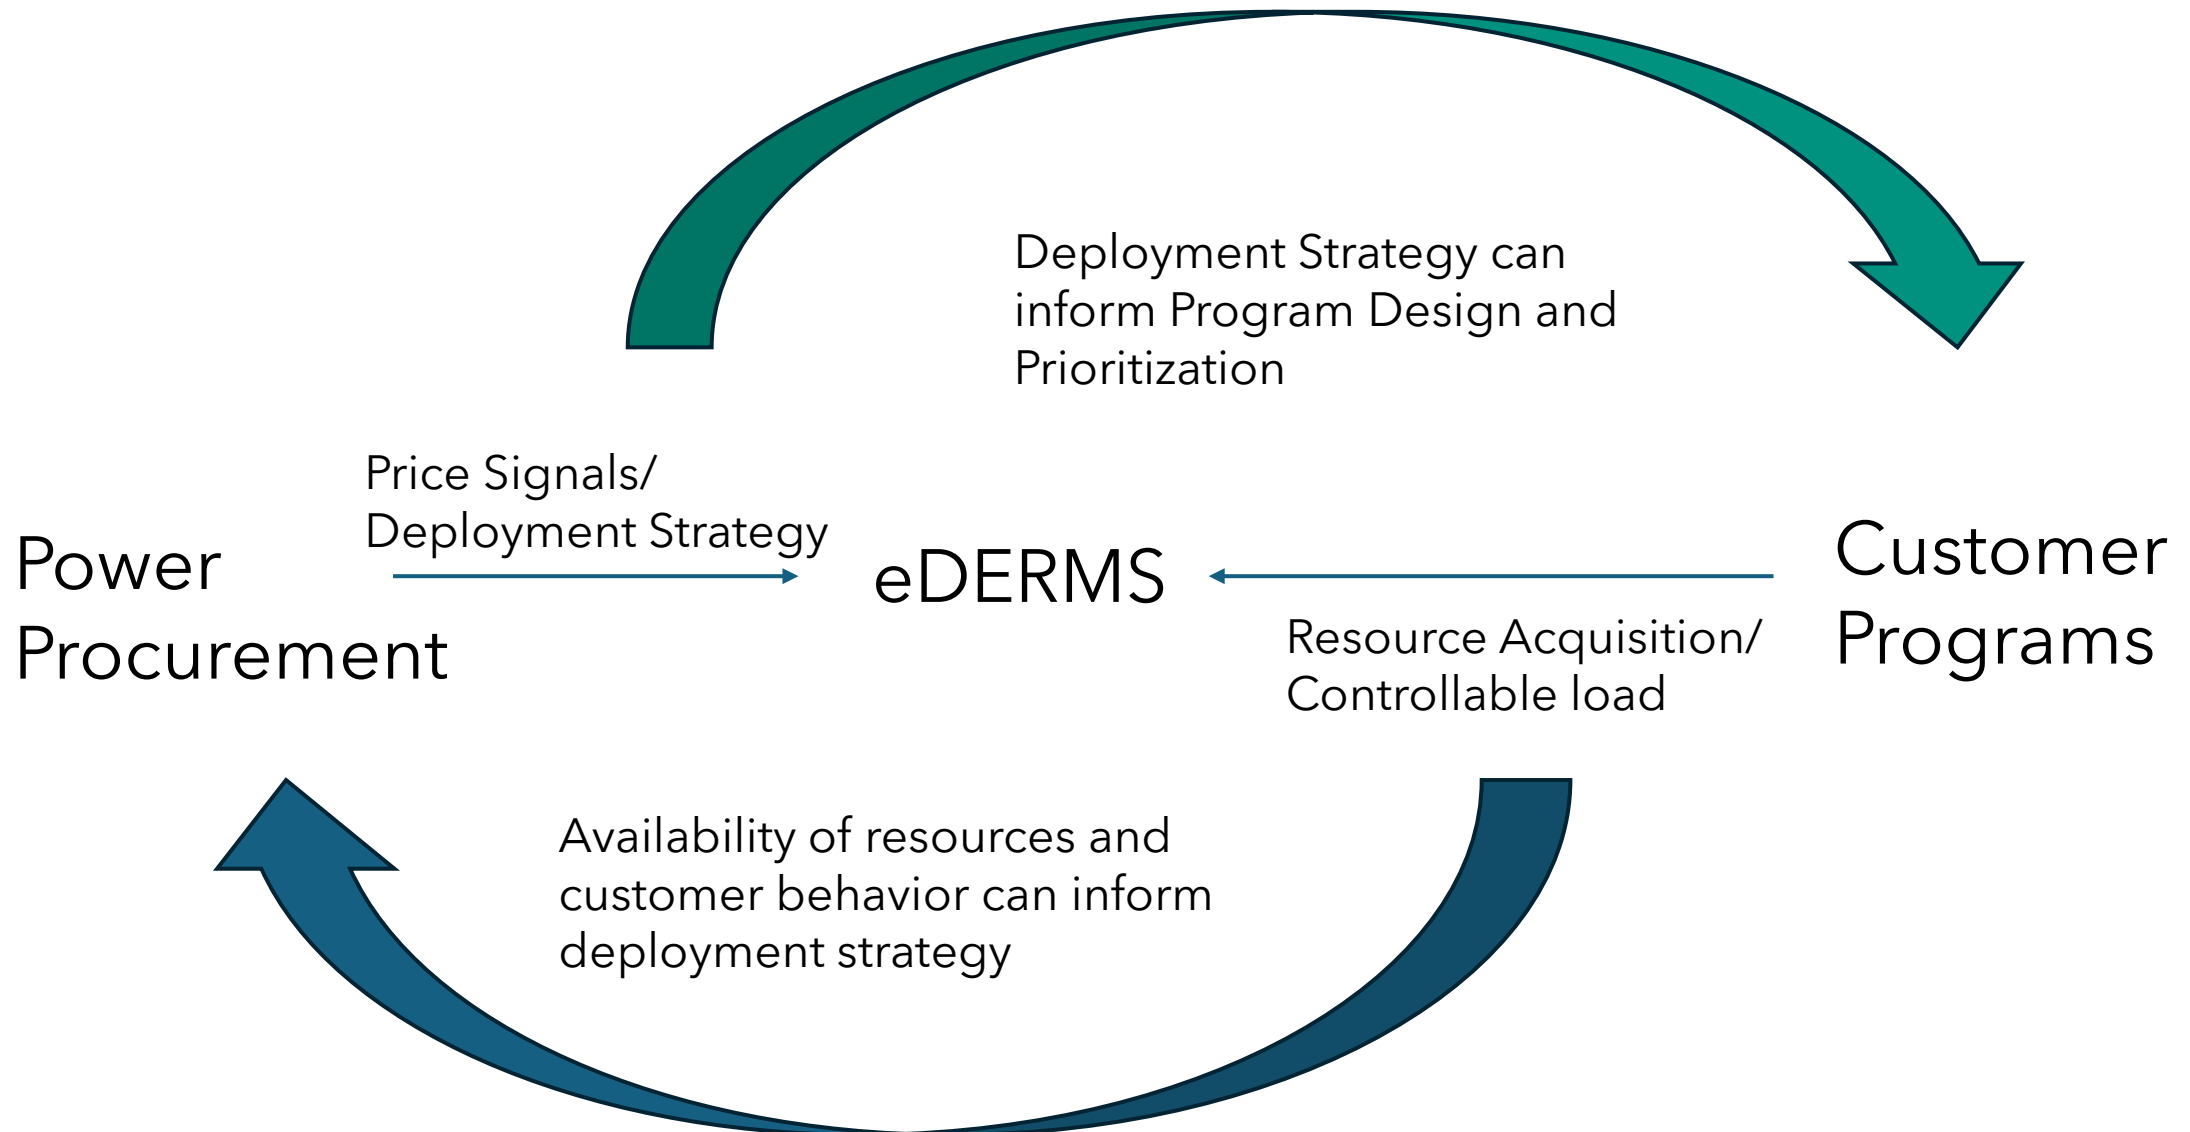 Deployment Strategy can
inform Program Design and
Prioritization
Price Signals/
Deployment Strategy
Power
Procurement
eDERMS
Customer
Programs
Resource Acquisition/
Controllable load
Availability of resources and
customer behavior can inform
deployment strategy